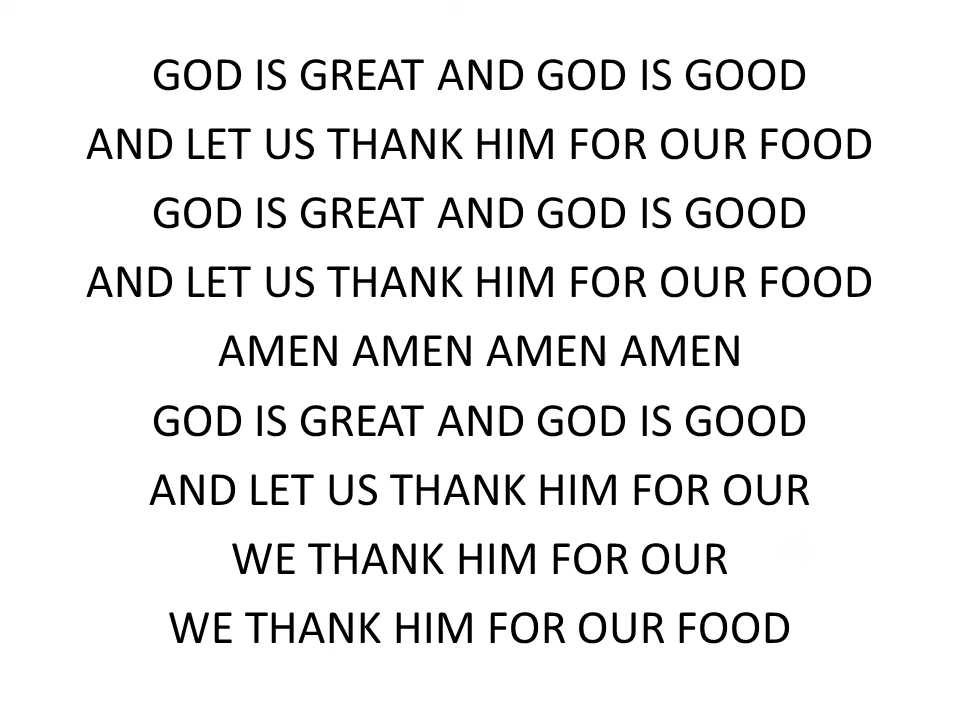 GOD IS GREAT AND GOD IS GOOD
AND LET US THANK HIM FOR OUR FOOD
GOD IS GREAT AND GOD IS GOOD
AND LET US THANK HIM FOR OUR FOOD
AMEN AMEN AMEN AMEN
GOD IS GREAT AND GOD IS GOOD
AND LET US THANK HIM FOR OUR
WE THANK HIM FOR OUR
WE THANK HIM FOR OUR FOOD